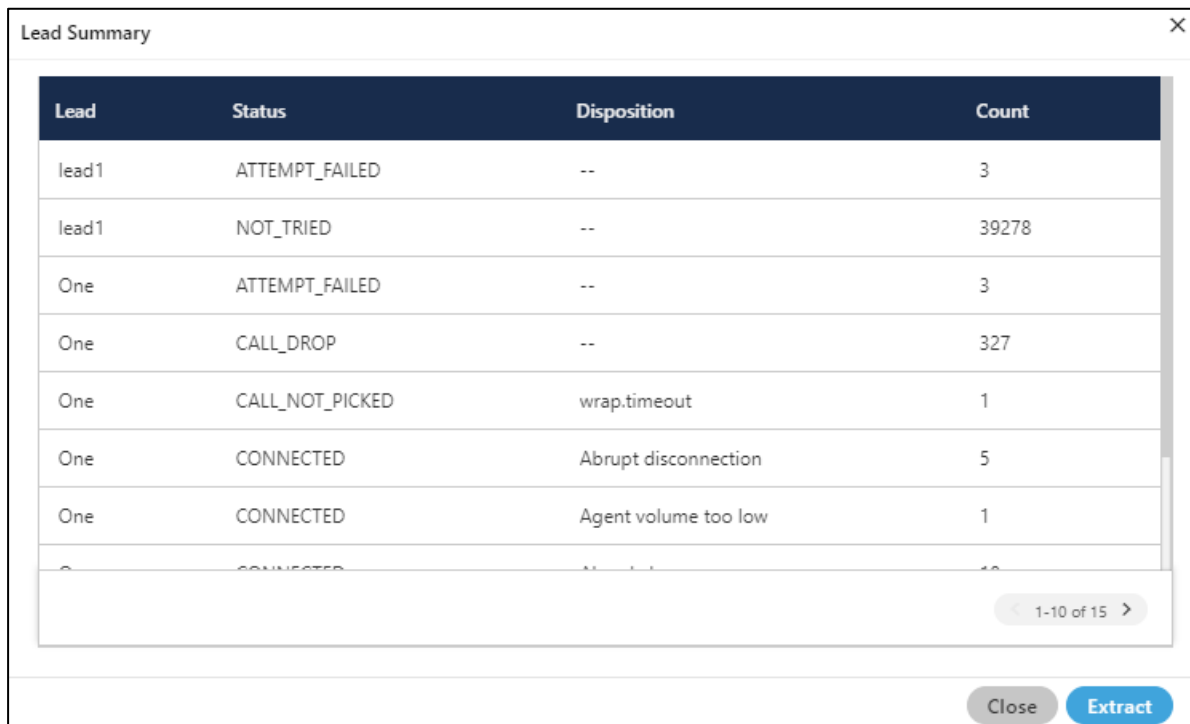 Lead Summary
Lead Status Disposition Count
lead1 ATTEMPT_FAILED -- 3
lead1 NOT_TRIED -- 39278
One ATTEMPT_FAILED -- 3
One CALL_DROP -- 327
One CALL_NOT_PICKED wrap.timeout 1
One CONNECTED Abrupt disconnection 5
One CONNECTED Agent volume too low 1
1-10 of 15
Close Extract